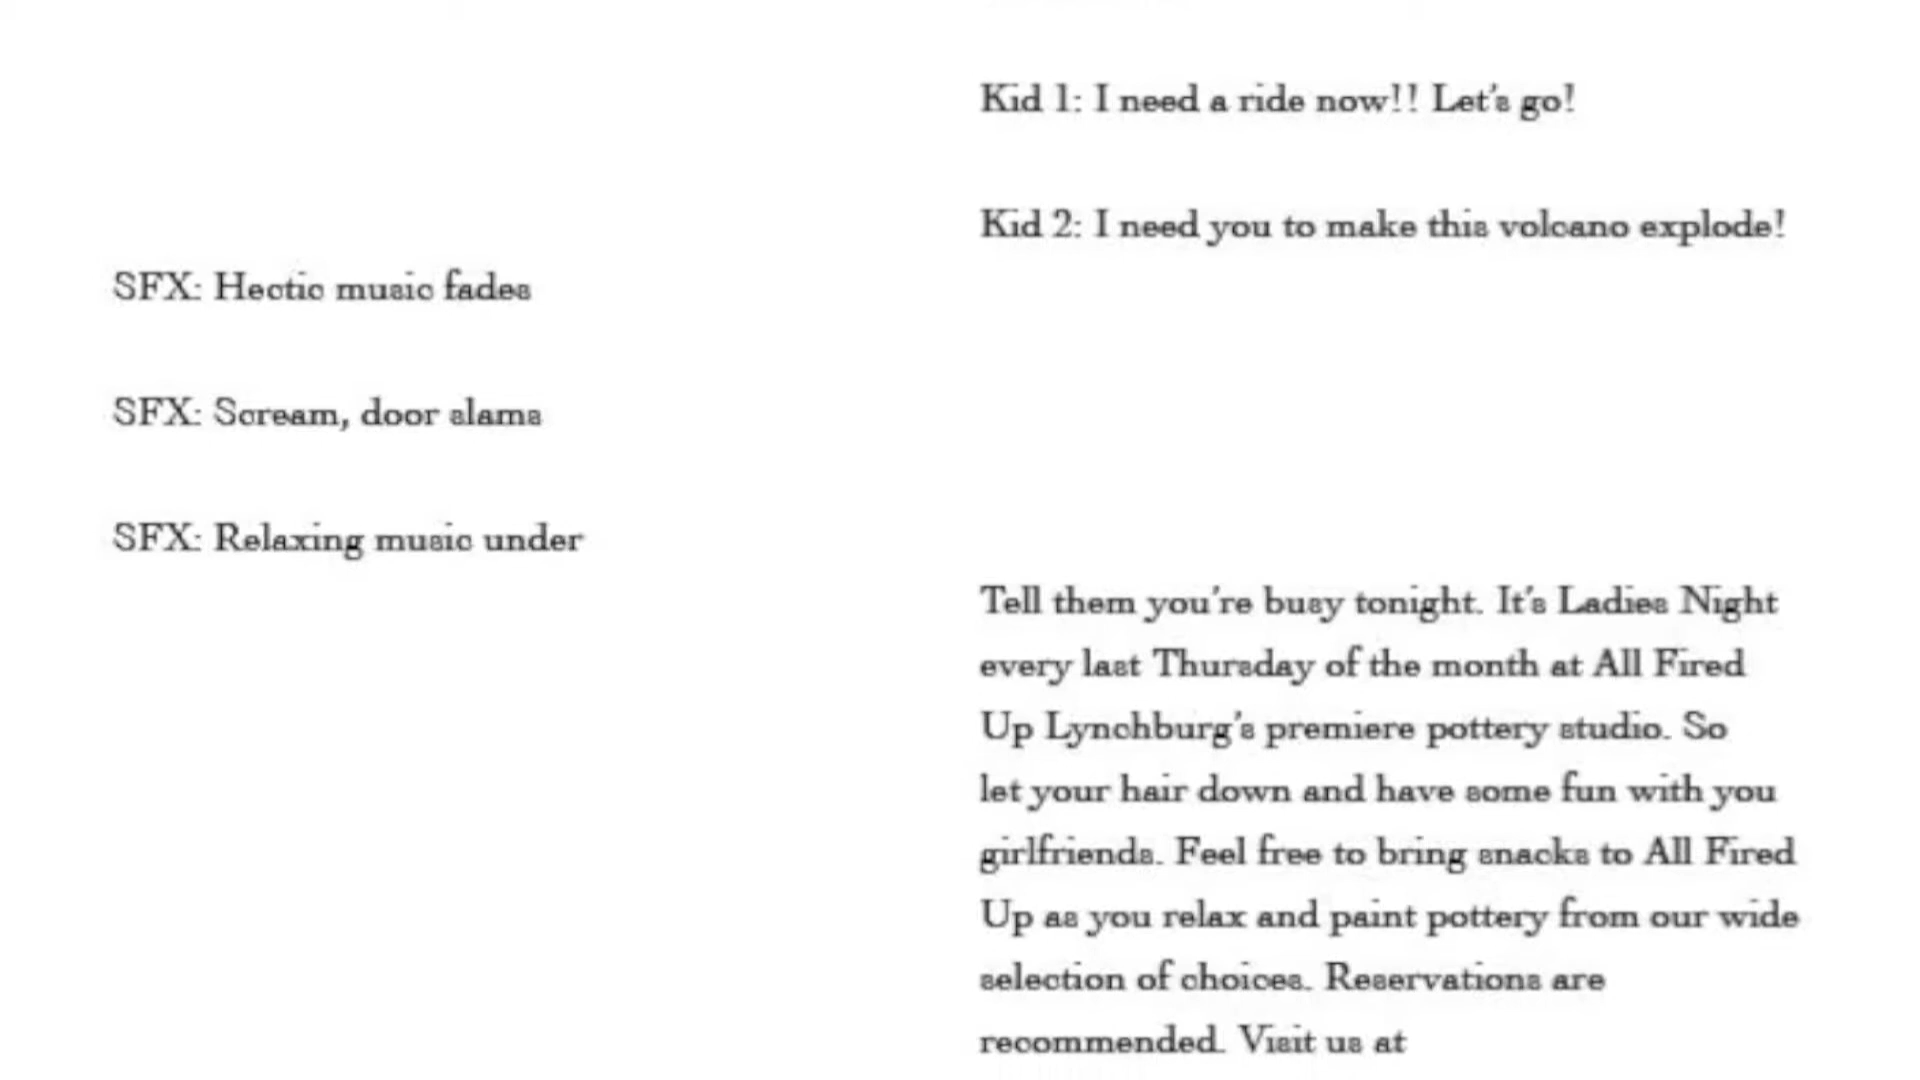 Kid 1: I need a ride now!! Let's go!
Kid 2: I need you to make this volcano explode!
SFX: Hectic music fades
SFX: Scream, door slams
SFX: Relaxing music under
Tell them you're busy tonight. It's Ladies Night
every last Thursday of the month at All Fired
Up Lynchburg's premiere pottery studio. So
let your hair down and have some fun with you
girlfriends. Feel free to bring snacks to All Fired
Up as you relax and paint pottery from our wide
selection of choices. Reservations are
recommended. Visit us at